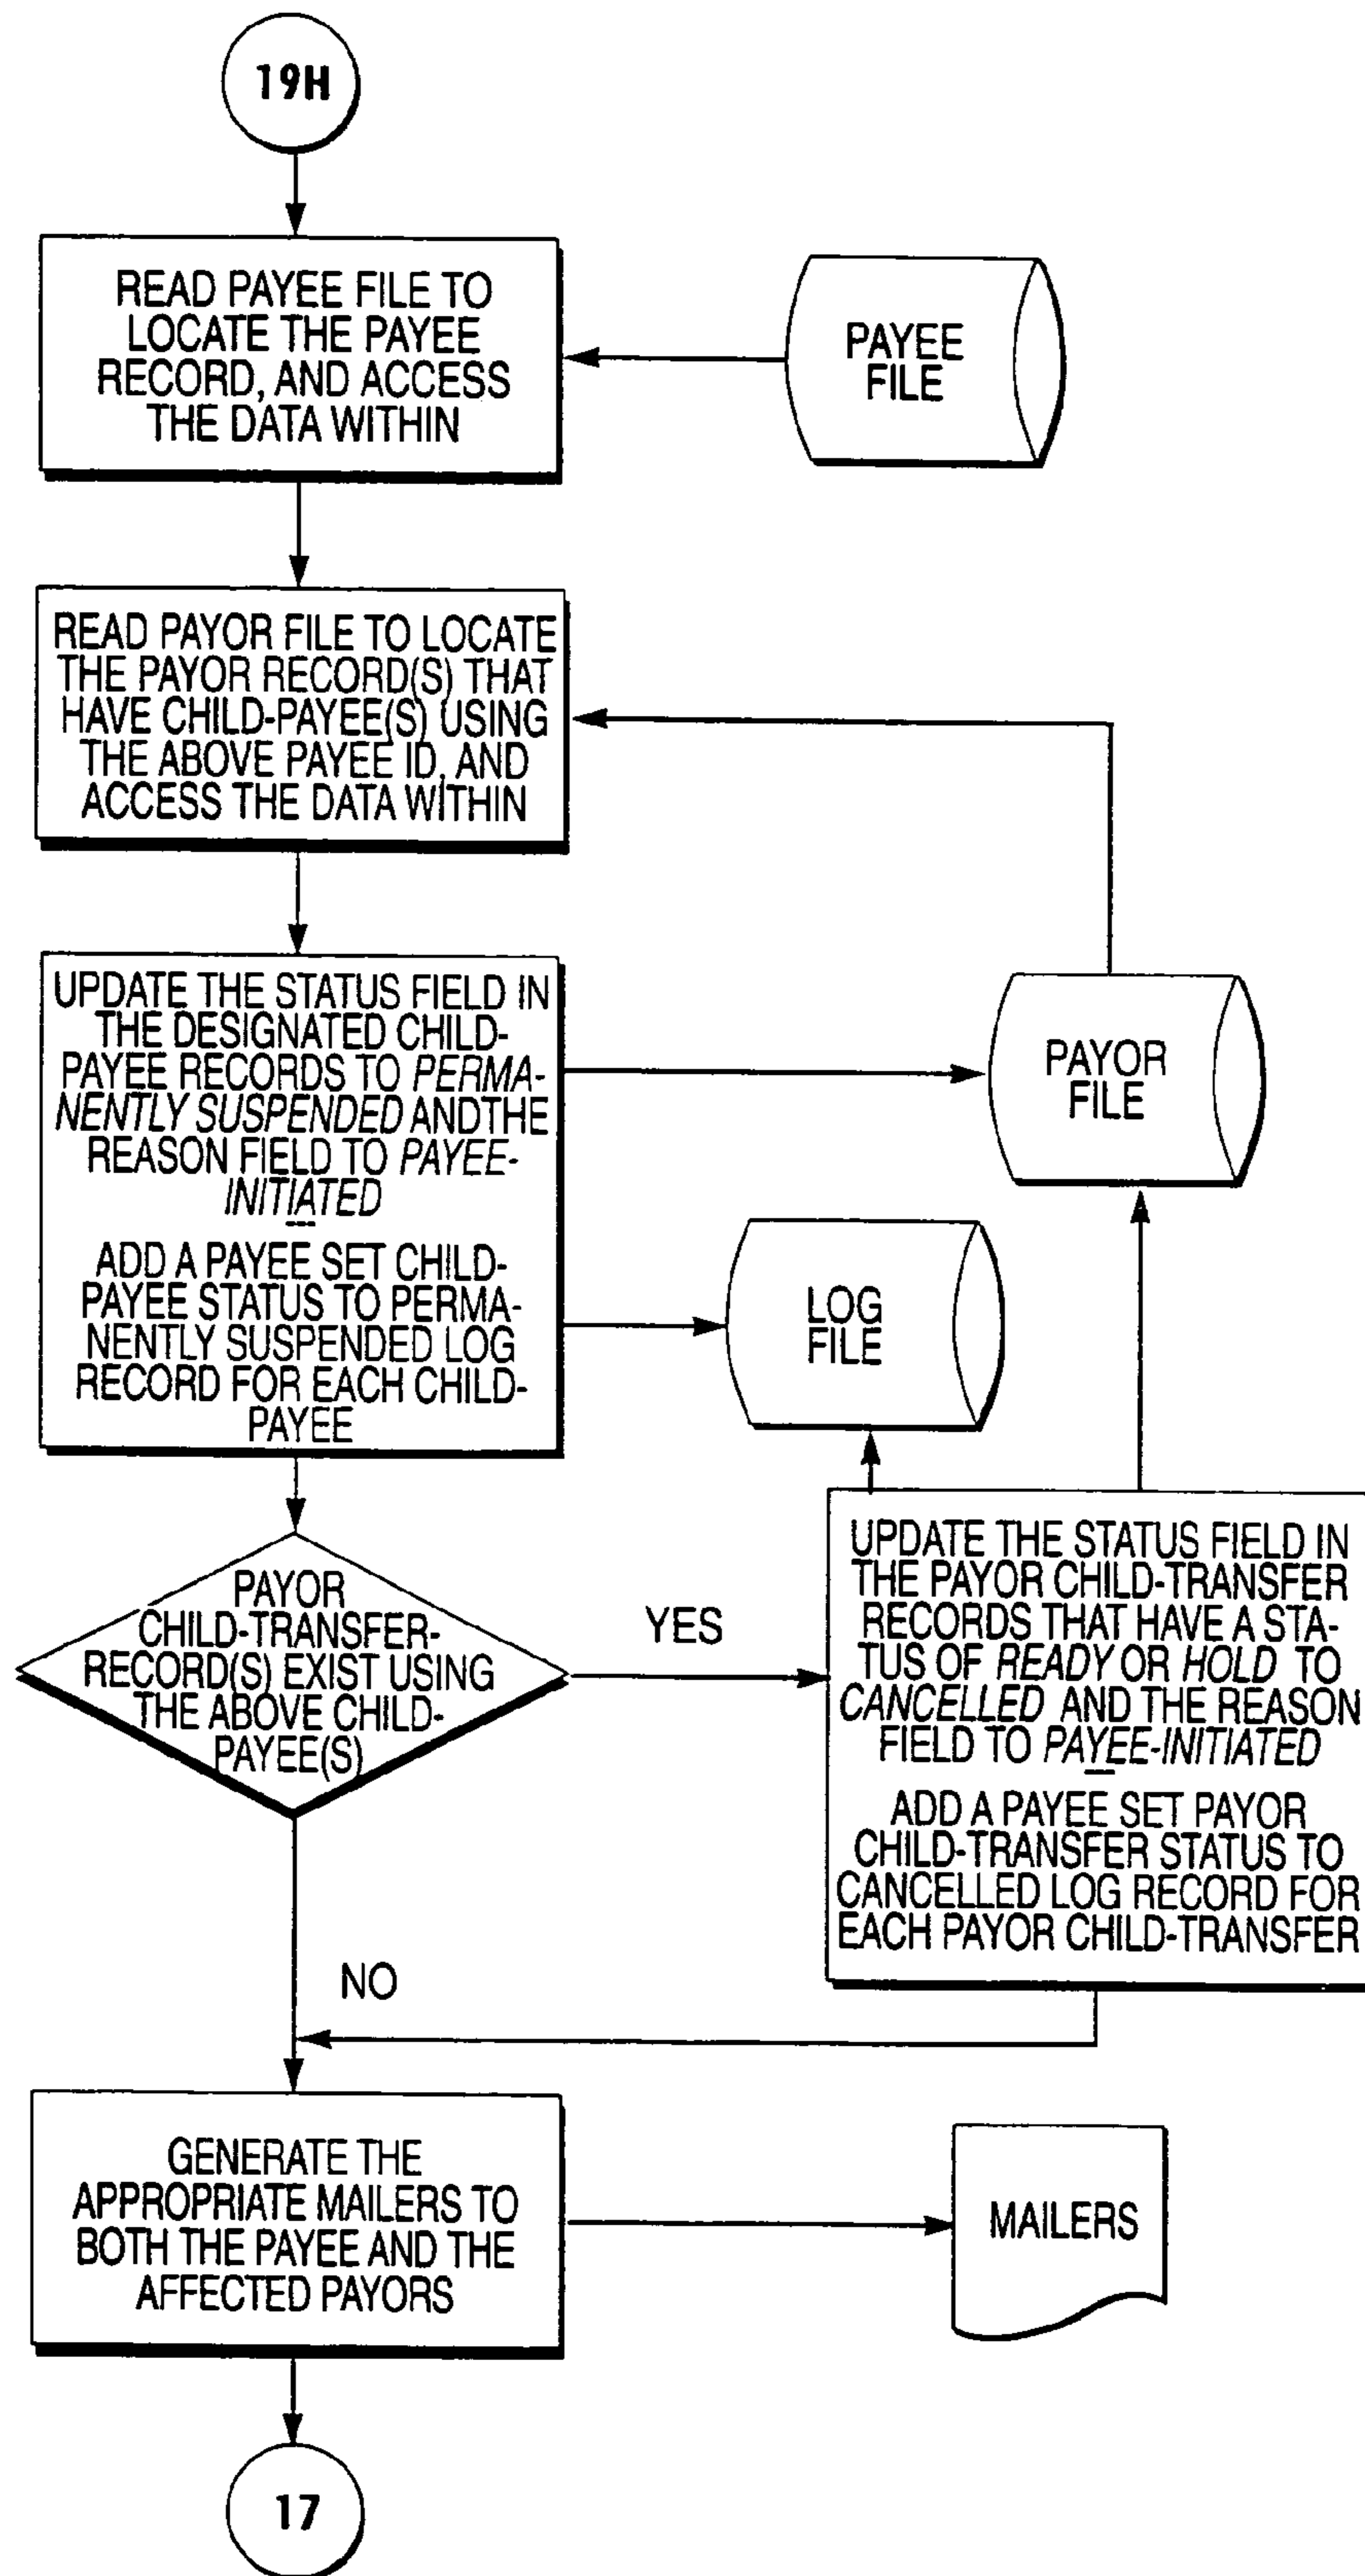 19H
READ PAYEE FILE TO
LOCATE THE PAYEE
RECORD, AND ACCESS
THE DATA WITHIN
PAYEE
FILE
READ PAYOR FILE TO LOCATE
THE PAYOR RECORD(S) THAT
HAVE CHILD-PAYEE(S) USING
THE ABOVE PAYEE ID, AND
ACCESS THE DATA WITHIN
UPDATE THE STATUS FIELD IN
THE DESIGNATED CHILD-
PAYEE RECORDS TO PERMA-
NENTLY SUSPENDED ANDTHE
REASON FIELD TO PAYEE-
INITIATED
ADD A PAYEE SET CHILD-
PAYEE STATUS TO PERMA-
NENTLY SUSPENDED LOG
RECORD FOR EACH CHILD-
PAYEE
PAYOR
FILE
LOG
FILE
PAYOR
CHILD-TRANSFER-
RECORD(S) EXIST USING
THE ABOVE CHILD-
PAYEE(S)
YES
UPDATE THE STATUS FIELD IN
THE PAYOR CHILD-TRANSFER
RECORDS THAT HAVE A STA-
TUS OF READY OR HOLD TO
CANCELLED AND THE REASON
FIELD TO PAYEE-INITIATED
ADD A PAYEE SET PAYOR
CHILD-TRANSFER STATUS TO
CANCELLED LOG RECORD FOR
EACH PAYOR CHILD-TRANSFER
NO
GENERATE THE
APPROPRIATE MAILERS TO
BOTH THE PAYEE AND THE
AFFECTED PAYORS
MAILERS
17